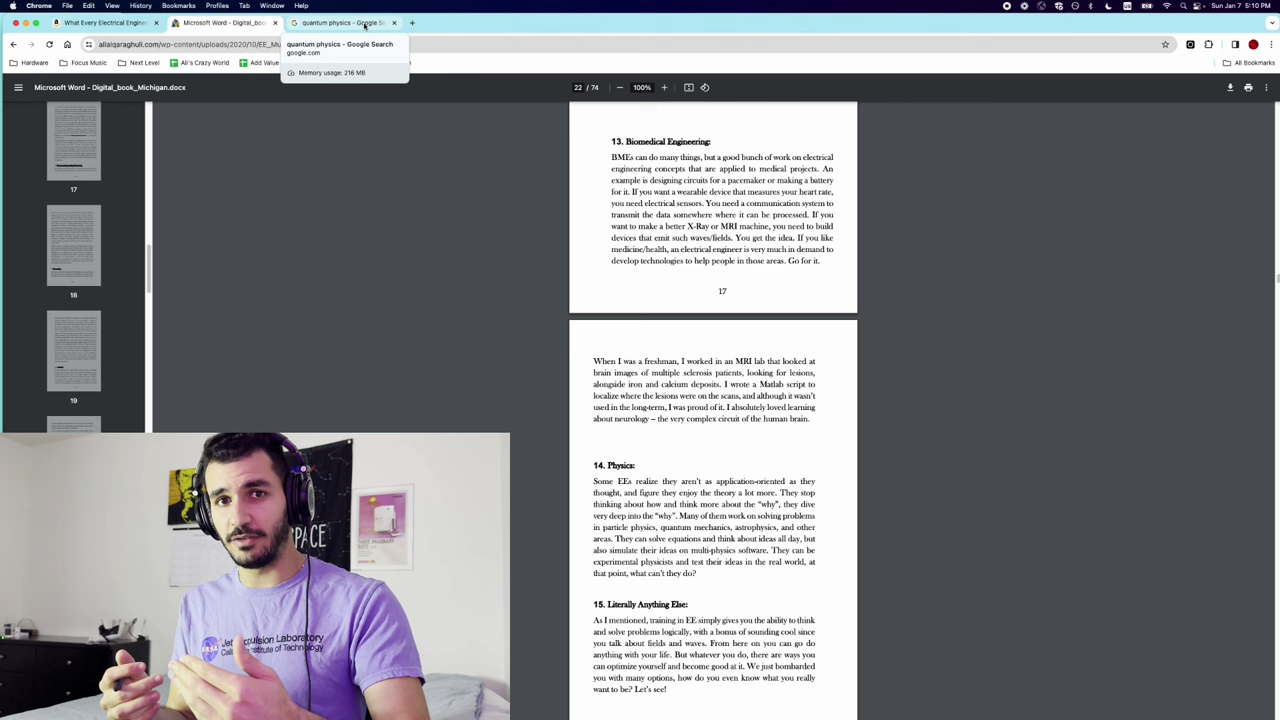 Chrome File Edit View History Bookmarks Profiles Tab Window Help
Sun Jan 7 5:10 PM
What Every Electrical Engineer
Microsoft Word - Digital_boo
quantum physics - Google Se
allalqaraghuli.com/wp-content/uploads/2020/10/EE_Mu
quantum physics - Google Search
google.com
Memory usage: 216 MB
Hardware
Focus Music
Next Level
Ali's Crazy World
Add Value
All Bookmarks
Microsoft Word - Digital_book_Michigan.docx
22 / 74
100%
17
18
19
13. Biomedical Engineering:
BMEs can do many things, but a good bunch of work on electrical
engineering concepts that are applied to medical projects. An
example is designing circuits for a pacemaker or making a battery
for it. If you want a wearable device that measures your heart rate,
you need electrical sensors. You need a communication system to
transmit the data somewhere where it can be processed. If you
want to make a better X-Ray or MRI machine, you need to build
devices that emit such waves/fields. You get the idea. If you like
medicine/health, an electrical engineer is very much in demand to
develop technologies to help people in those areas. Go for it.
17
When I was a freshman, I worked in an MRI lab that looked at
brain images of multiple sclerosis patients, looking for lesions,
alongside iron and calcium deposits. I wrote a Matlab script to
localize where the lesions were on the scans, and although it wasn't
used in the long-term, I was proud of it. I absolutely loved learning
about neurology – the very complex circuit of the human brain.
14. Physics:
Some EEs realize they aren't as application-oriented as they
thought, and figure they enjoy the theory a lot more. They stop
thinking about how and think more about the “why”, they dive
very deep into the “why”. Many of them work on solving problems
in particle physics, quantum mechanics, astrophysics, and other
areas. They can solve equations and think about ideas all day, but
also simulate their ideas on multi-physics software. They can be
experimental physicists and test their ideas in the real world, at
that point, what can't they do?
15. Literally Anything Else:
As I mentioned, training in EE simply gives you the ability to think
and solve problems logically, with a bonus of sounding cool since
you talk about fields and waves. From here on you can go do
anything with your life. But whatever you do, there are ways you
can optimize yourself and become good at it. We just bombarded
you with many options, how do you even know what you really
want to be? Let's see!
SPACE
Jet Propulsion Laboratory
California Institute of Technology